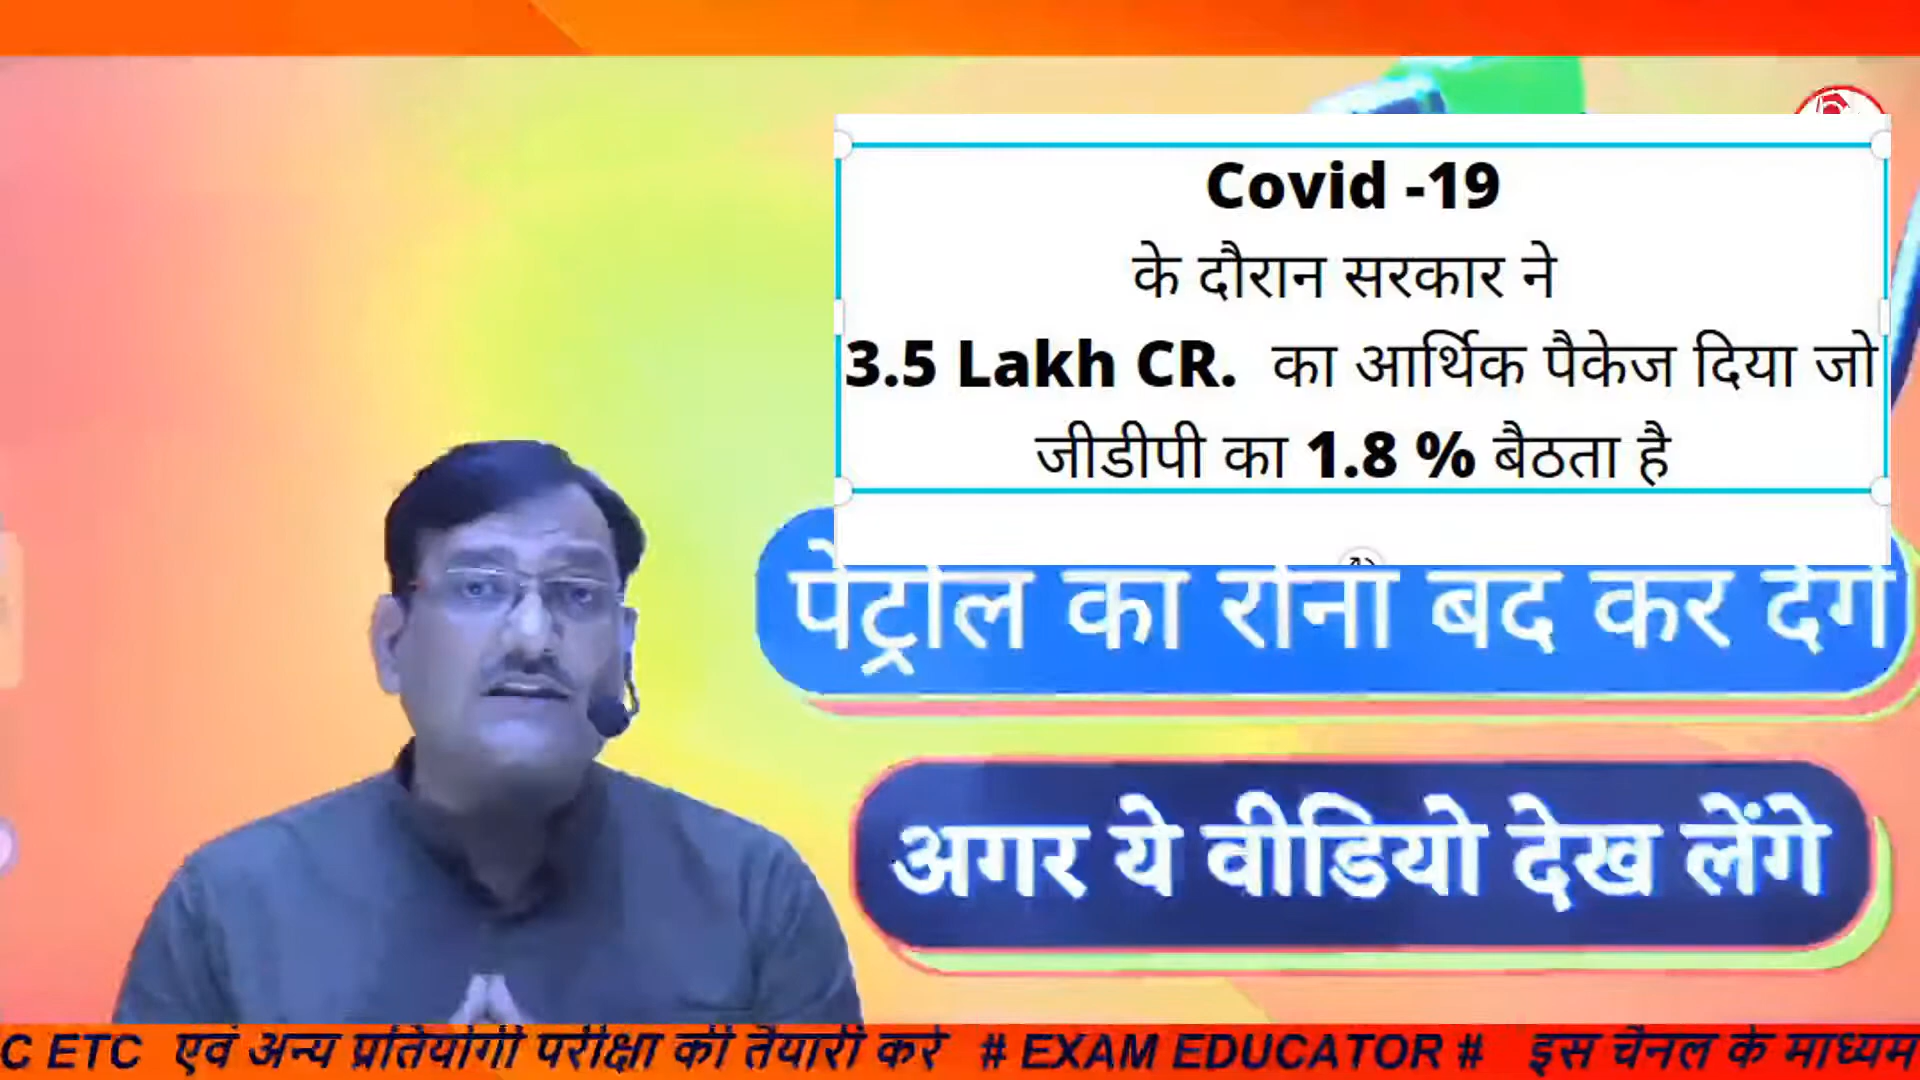 Covid -19
के दौरान सरकार ने
3.5 Lakh CR. का आर्थिक पैकेज दिया जो
जीडीपी का 1.8 % बैठता है
पेट्रोल का रोना बंद कर देंगे
अगर ये वीडियो देख लेंगे
C ETC एवं अन्य प्रतियोगी परीक्षा की तैयारी करें # EXAM EDUCATOR # इस चैनल के माध्यम